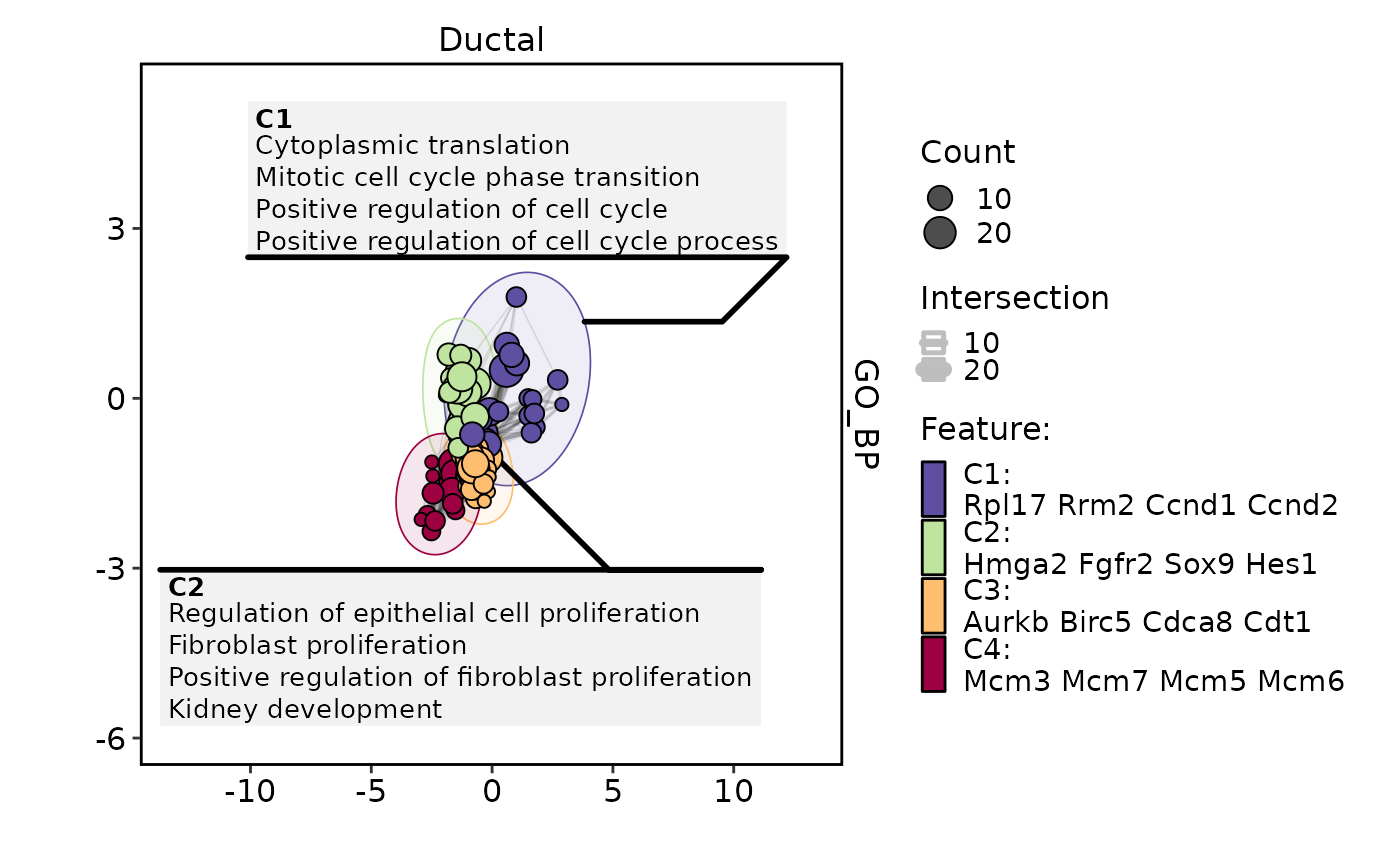 Ductal
C1
Cytoplasmic translation
Mitotic cell cycle phase transition
Positive regulation of cell cycle
Positive regulation of cell cycle process
C2
Regulation of epithelial cell proliferation
Fibroblast proliferation
Positive regulation of fibroblast proliferation
Kidney development
3
0
-3
-6
-10
-5
0
5
10
GO_BP
Count
10
20
Intersection
10
20
Feature:
C1:
Rpl17 Rrm2 Ccnd1 Ccnd2
C2:
Hmga2 Fgfr2 Sox9 Hes1
C3:
Aurkb Birc5 Cdca8 Cdt1
C4:
Mcm3 Mcm7 Mcm5 Mcm6